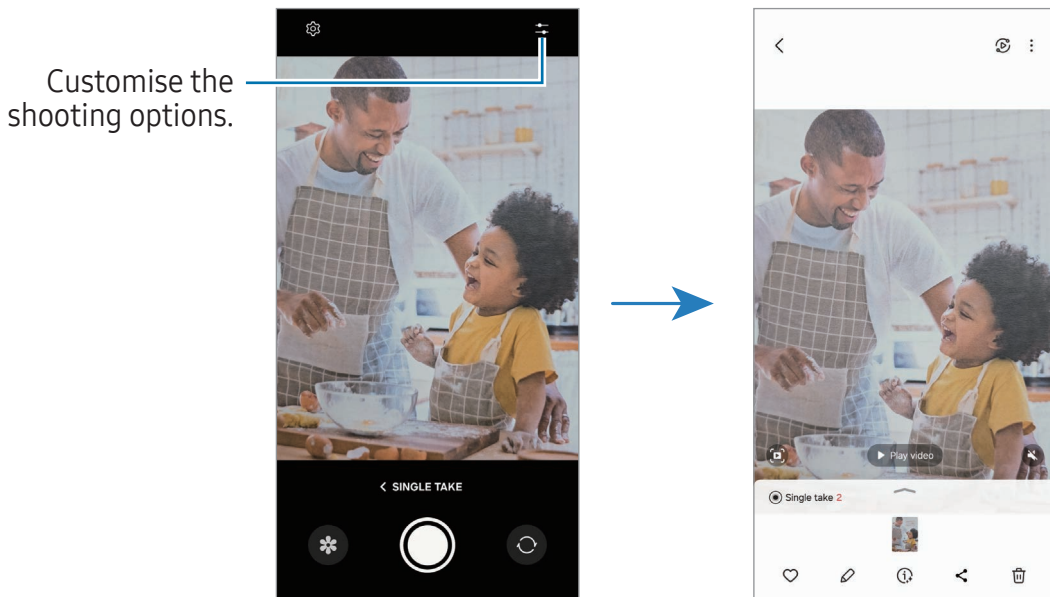 Customise the
shooting options.
SINGLE TAKE
Play video
Single take 2